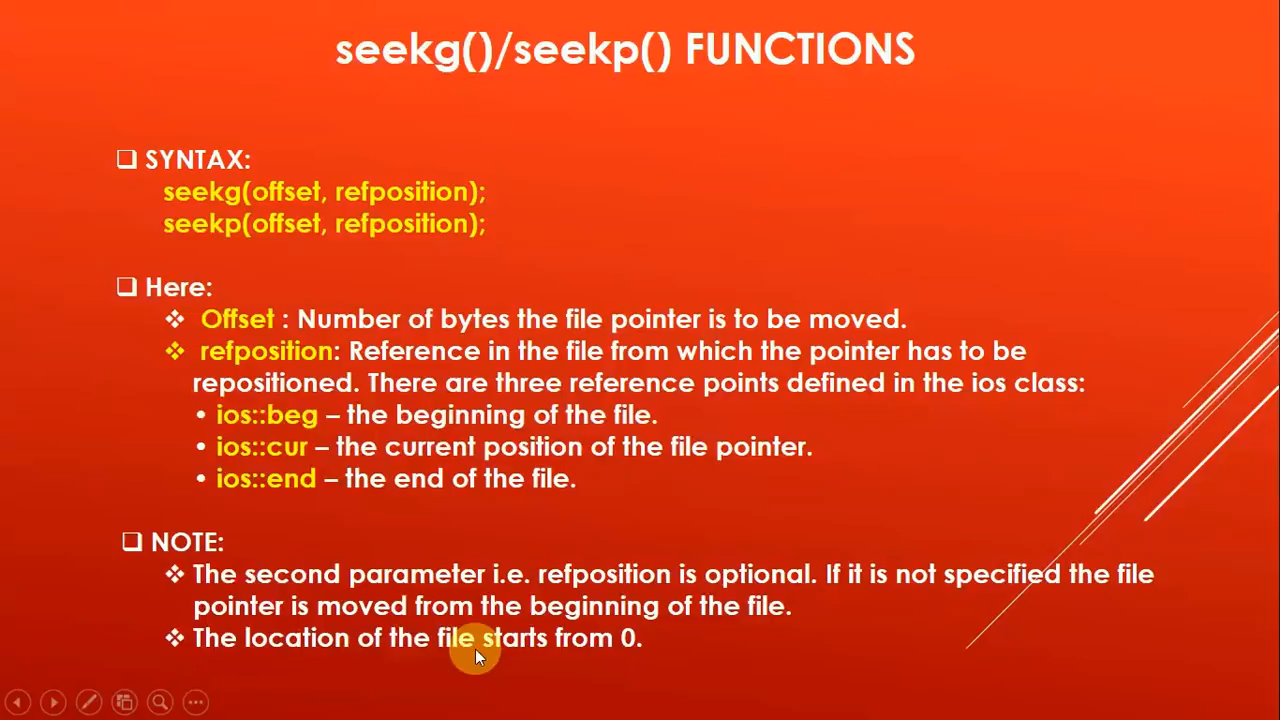 seekg()/seekp() FUNCTIONS
❑ SYNTAX:
seekg(offset, refposition);
seekp(offset, refposition);
❑ Here:
❖ Offset : Number of bytes the file pointer is to be moved.
❖ refposition: Reference in the file from which the pointer has to be
repositioned. There are three reference points defined in the ios class:
• ios::beg – the beginning of the file.
• ios::cur – the current position of the file pointer.
• ios::end – the end of the file.
❑ NOTE:
❖ The second parameter i.e. refposition is optional. If it is not specified the file
pointer is moved from the beginning of the file.
❖ The location of the file starts from 0.